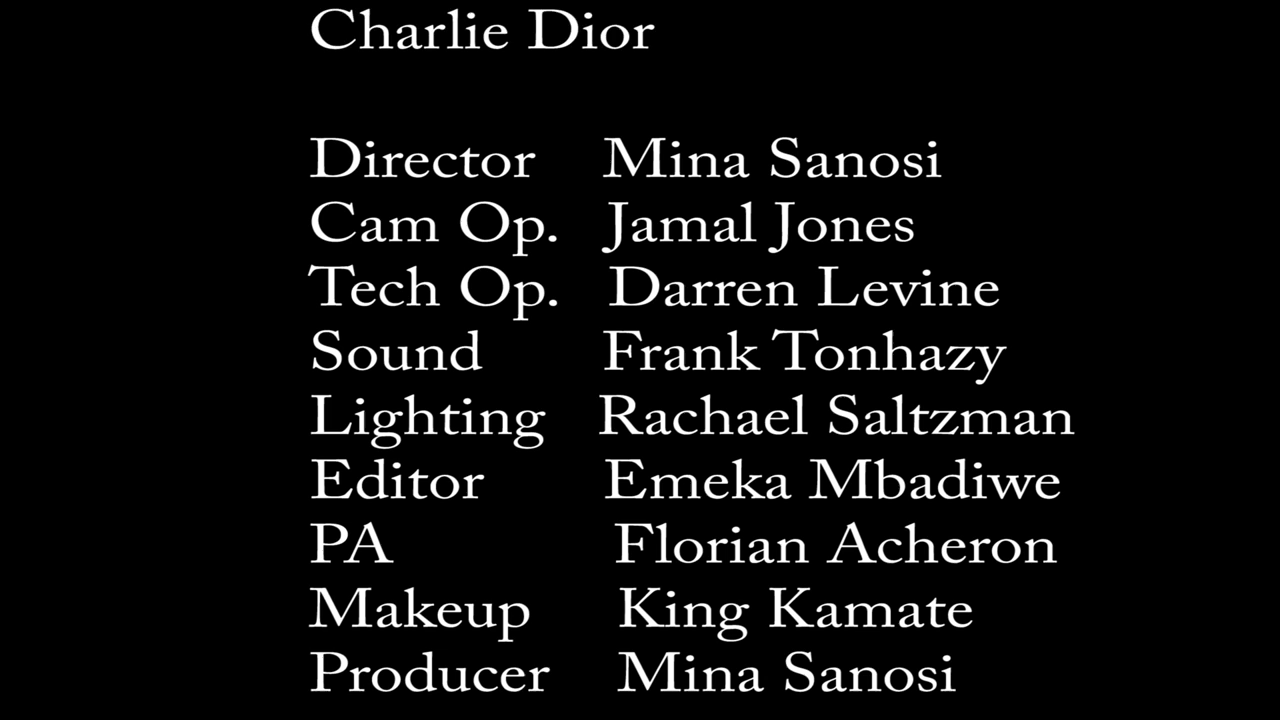 Charlie Dior
Director Mina Sanosi
Cam Op. Jamal Jones
Tech Op. Darren Levine
Sound Frank Tonhazy
Lighting Rachael Saltzman
Editor Emeka Mbadiwe
PA Florian Acheron
Makeup King Kamate
Producer Mina Sanosi